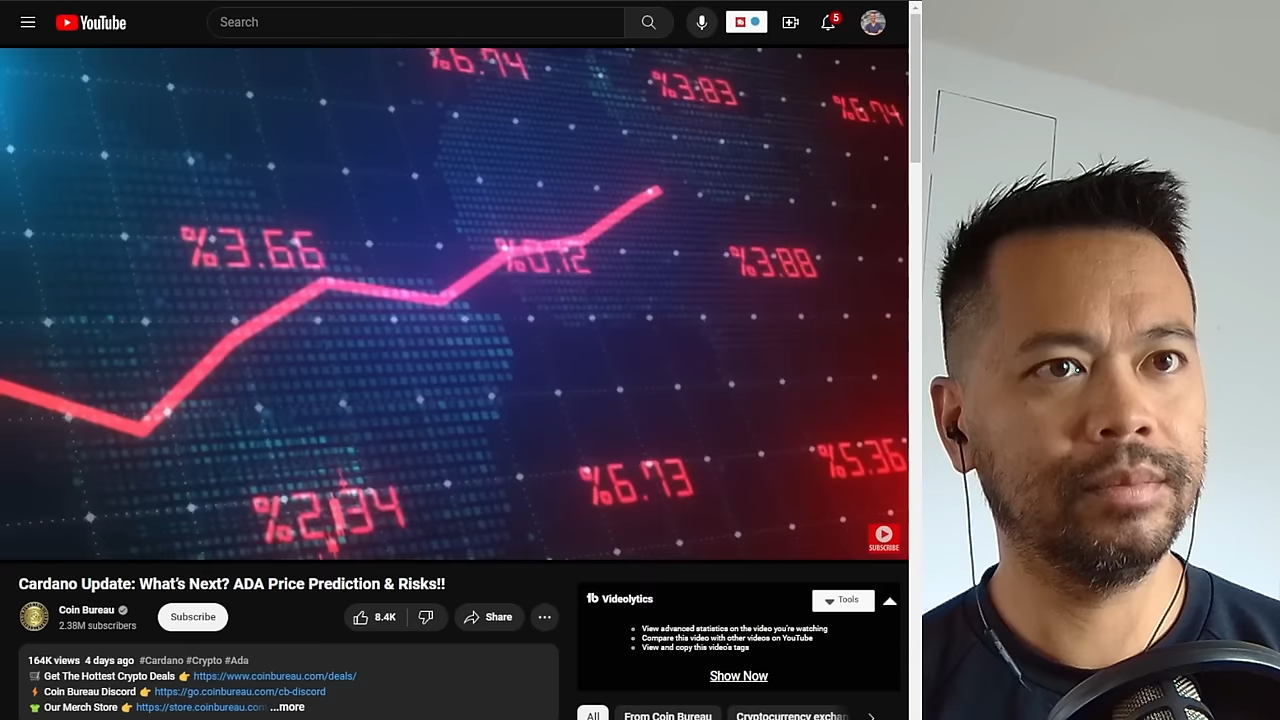 YouTube
Search
5
%6.74
%3.83
%6.74
%3.66
%0.12
%3.88
%6.73
%5.36
SUBSCRIBE
Cardano Update: What's Next? ADA Price Prediction & Risks!!
Coin Bureau
2.38M subscribers
Subscribe
8.4K
Share
164K views 4 days ago #Cardano #Crypto #Ada
Get The Hottest Crypto Deals 👉 https://www.coinbureau.com/deals/
Coin Bureau Discord 👉 https://go.coinbureau.com/cb-discord
Our Merch Store 👉 https://store.coinbureau.com ...more
Videolytics
Tools
View advanced statistics on the video you're watching
Compare this video with other videos on YouTube
View and copy this video's tags
Show Now
All
From Coin Bureau
Cryptocurrency exchan